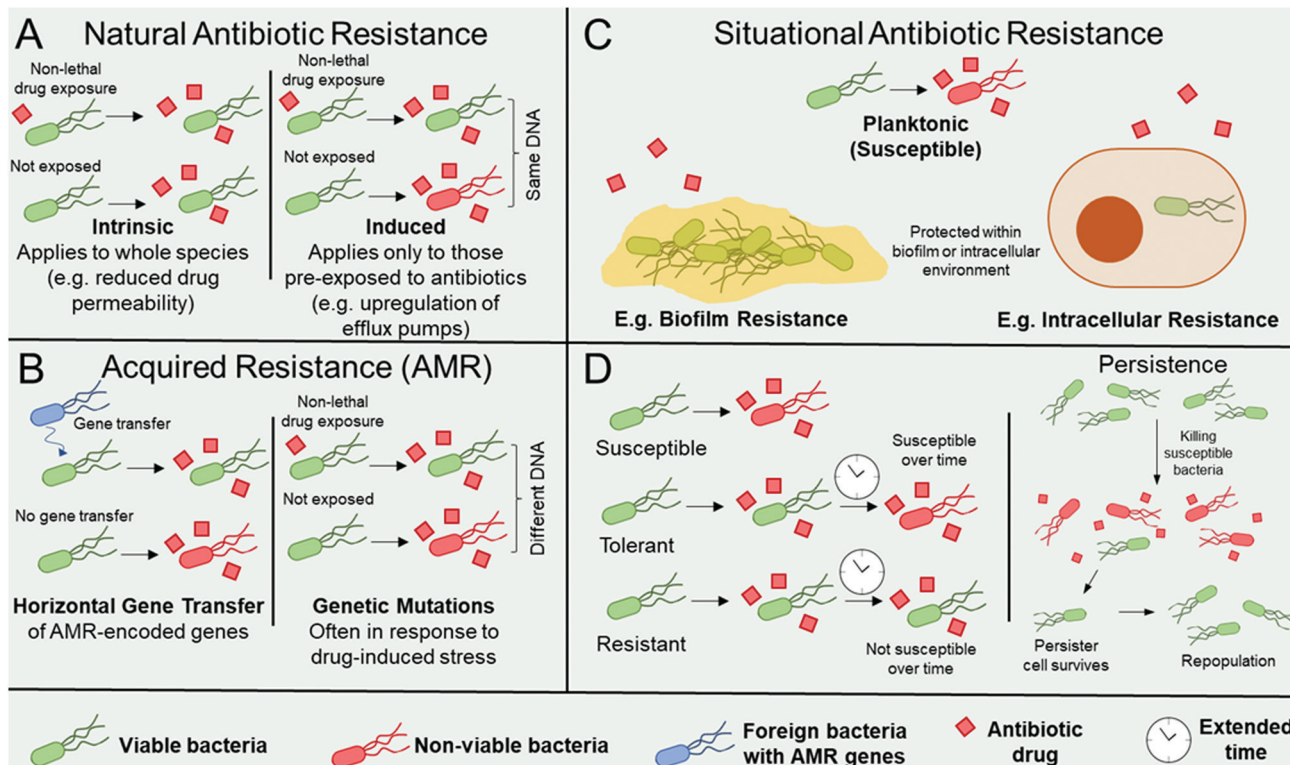 A Natural Antibiotic Resistance
Non-lethal
drug exposure
Not exposed
Intrinsic
Applies to whole species
(e.g. reduced drug
permeability)
Non-lethal
drug exposure
Not exposed
Same DNA
Induced
Applies only to those
pre-exposed to antibiotics
(e.g. upregulation of
efflux pumps)
B Acquired Resistance (AMR)
Gene transfer
No gene transfer
Horizontal Gene Transfer
of AMR-encoded genes
Non-lethal
drug exposure
Not exposed
Different DNA
Genetic Mutations
Often in response to
drug-induced stress
C Situational Antibiotic Resistance
Planktonic
(Susceptible)
Protected within
biofilm or intracellular
environment
E.g. Biofilm Resistance
E.g. Intracellular Resistance
D
Susceptible
Tolerant
Susceptible
over time
Resistant
Not susceptible
over time
Persistence
Killing
susceptible
bacteria
Persister
cell survives
Repopulation
Viable bacteria
Non-viable bacteria
Foreign bacteria
with AMR genes
Antibiotic
drug
Extended
time